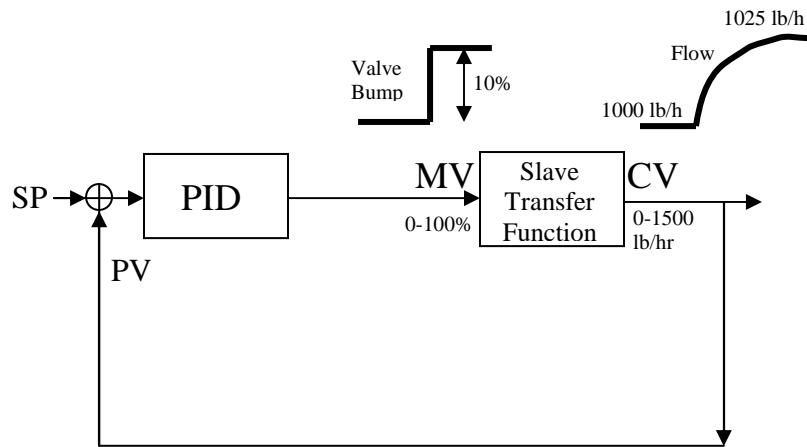 1025 lb/h
Valve
Bump
10%
Flow
1000 lb/h
SP
PID
MV
0-100%
Slave
Transfer
Function
CV
0-1500
lb/hr
PV